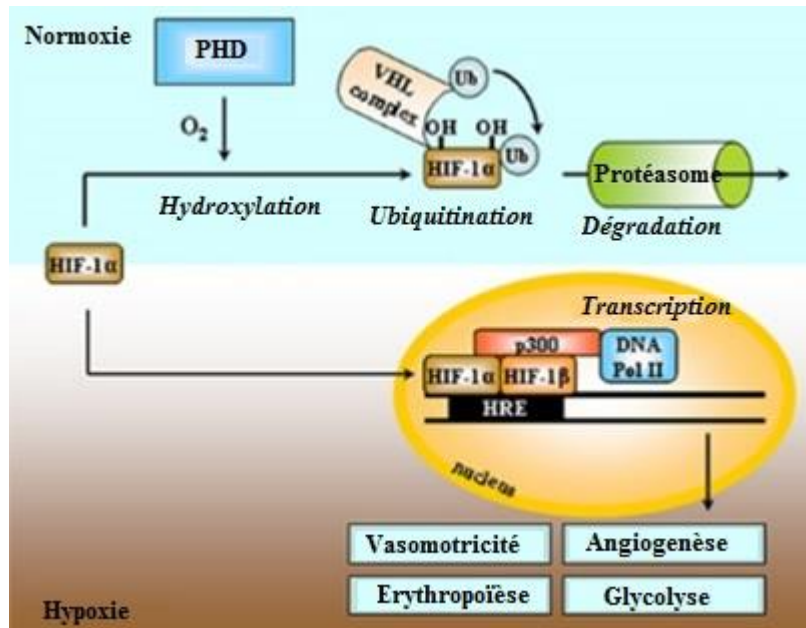 Normoxie
PHD
O₂
VHL
complex
Ub
OH OH
HIF-1α
Ub
Protéasome
Hydroxylation
Ubiquitination
Dégradation
HIF-1α
Transcription
p300
DNA
Pol II
HIF-1α
HIF-1β
HRE
nucleus
Vasomotricité
Angiogenèse
Erythropoïèse
Glycolyse
Hypoxie